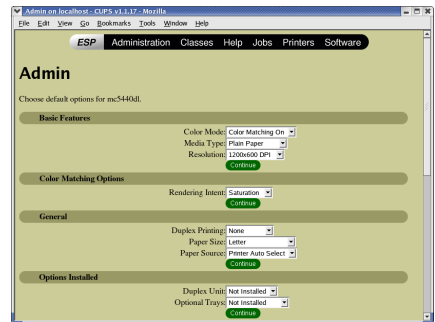 Admin on localhost - CUPS v1.1.17 - Mozilla
File Edit View Go Bookmarks Tools Window Help
ESP Administration Classes Help Jobs Printers Software
Admin
Choose default options for mc5440dl.
Basic Features
Color Mode: Color Matching On
Media Type: Plain Paper
Resolution: 1200x600 DPI
Continue
Color Matching Options
Rendering Intent: Saturation
Continue
General
Duplex Printing: None
Paper Size: Letter
Paper Source: Printer Auto Select
Continue
Options Installed
Duplex Unit: Not Installed
Optional Trays: Not Installed
Continue